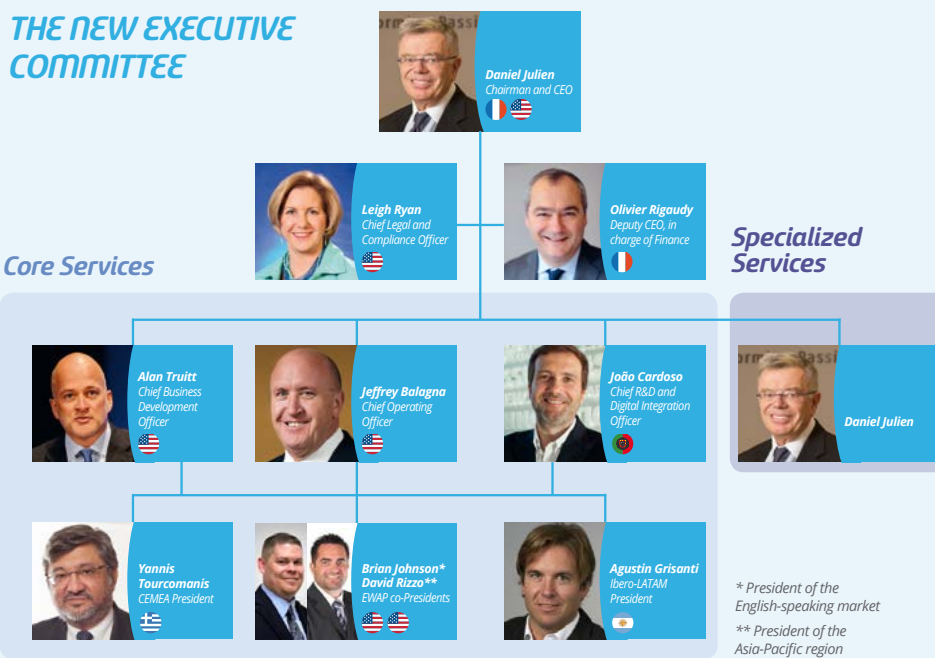 THE NEW EXECUTIVE
COMMITTEE
Daniel Julien
Chairman and CEO
Leigh Ryan
Chief Legal and
Compliance Officer
Olivier Rigaudy
Deputy CEO, in
charge of Finance
Core Services
Specialized
Services
Alan Truitt
Chief Business
Development
Officer
Jeffrey Balagna
Chief Operating
Officer
João Cardoso
Chief R&D and
Digital Integration
Officer
Daniel Julien
Yannis
Tourcomanis
CEMEA President
Brian Johnson*
David Rizzo**
EWAP co-Presidents
Agustin Grisanti
Ibero-LATAM
President
* President of the
English-speaking market
** President of the
Asia-Pacific region